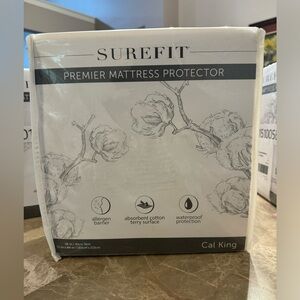 SUREFIT
PREMIER MATTRESS PROTECTOR
allergen
barrier
absorbent cotton
terry surface
waterproof
protection
Cal King